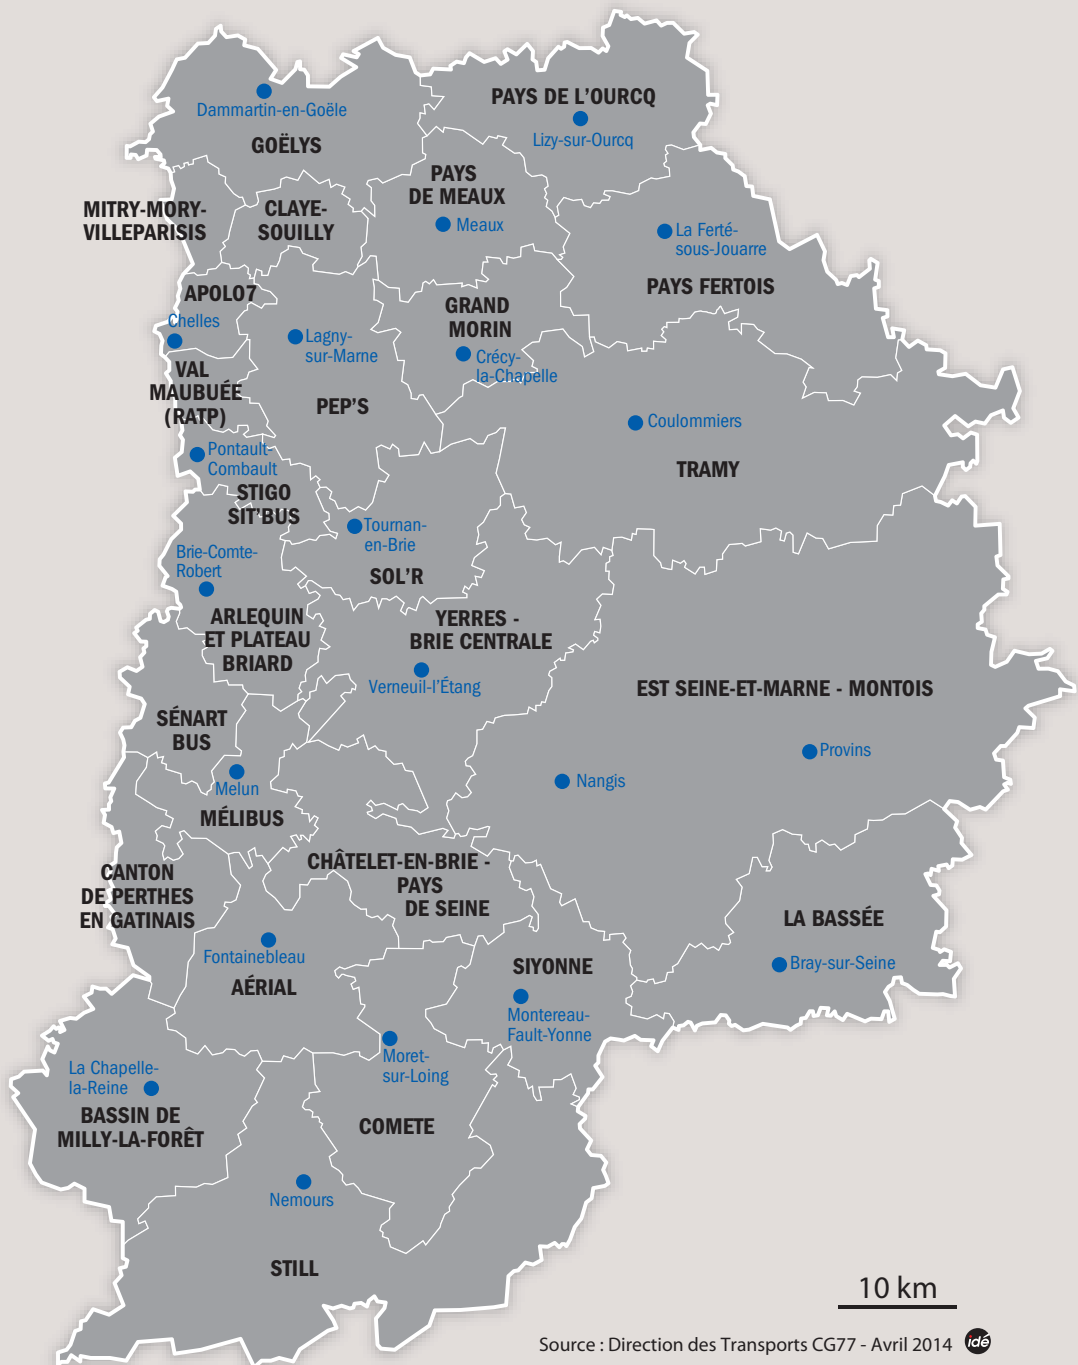 PAYS DE L'OURCQ
Dammartin-en-Goële
Lizy-sur-Ourcq
GOËLYS
PAYS
DE MEAUX
MITRY-MORY-
VILLEPARISIS
CLAYE-
SOUILLY
Meaux
La Ferté-
sous-Jouarre
PAYS FERTOIS
APOLO7
Chelles
GRAND
MORIN
Lagny-
sur-Marne
Crécy-
la-Chapelle
VAL
MAUBUÉE
(RATP)
PEP'S
Coulommiers
Pontault-
Combault
TRAMY
STIGO
SIT'BUS
Tournan-
en-Brie
Brie-Comte-
Robert
SOL'R
ARLEQUIN
ET PLATEAU
BRIARD
YERRES -
BRIE CENTRALE
Verneuil-l'Étang
EST SEINE-ET-MARNE - MONTOIS
SÉNART
BUS
Provins
Nangis
Melun
MÉLIBUS
CHÂTELET-EN-BRIE -
PAYS
DE SEINE
CANTON
DE PERTHES
EN GATINAIS
LA BASSÉE
Fontainebleau
AÉRIAL
SIYONNE
Bray-sur-Seine
Montereau-
Fault-Yonne
Moret-
sur-Loing
La Chapelle-
la-Reine
BASSIN DE
MILLY-LA-FORÊT
COMETE
Nemours
STILL
10 km
Source : Direction des Transports CG77 - Avril 2014
idé